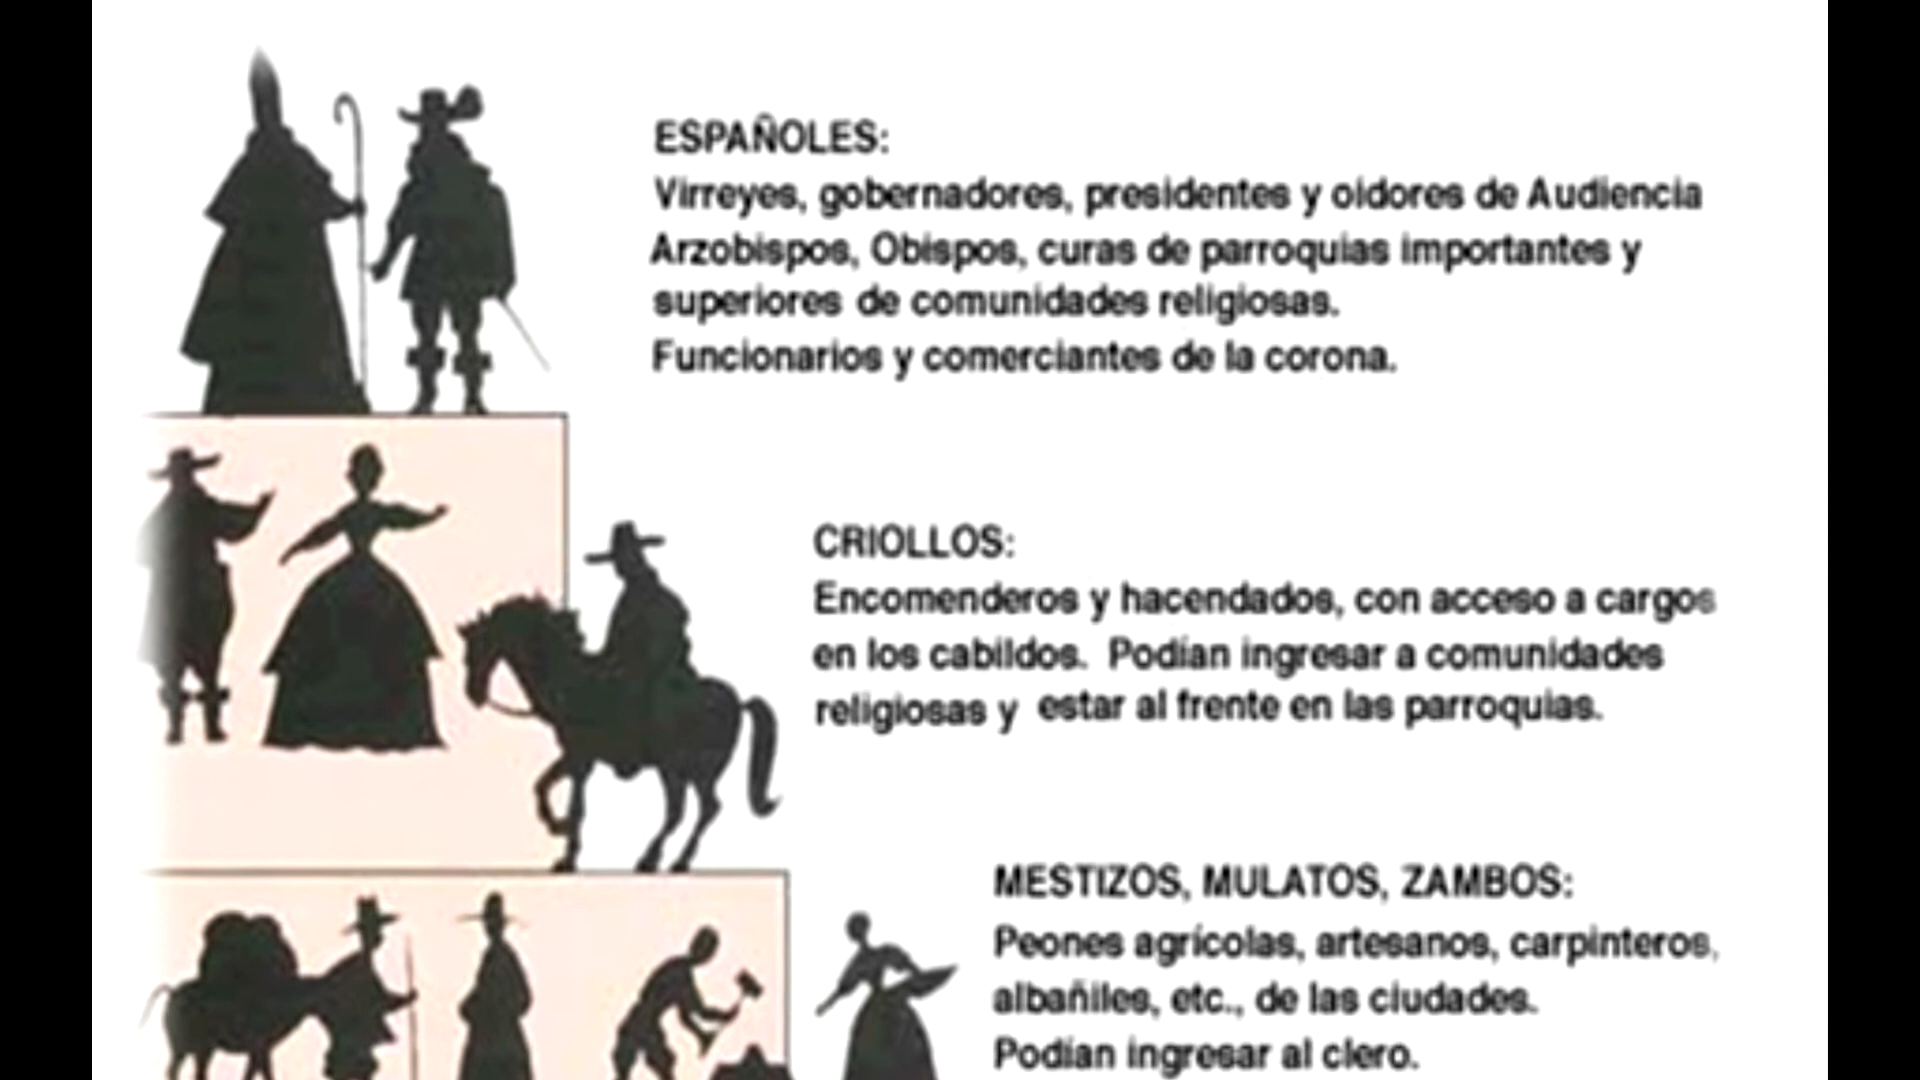 ESPAÑOLES:
Virreyes, gobernadores, presidentes y oidores de Audiencia
Arzobispos, Obispos, curas de parroquias importantes y
superiores de comunidades religiosas.
Funcionarios y comerciantes de la corona.
CRIOLLOS:
Encomenderos y hacendados, con acceso a cargos
en los cabildos. Podían ingresar a comunidades
religiosas y estar al frente en las parroquias.
MESTIZOS, MULATOS, ZAMBOS:
Peones agrícolas, artesanos, carpinteros,
albañiles, etc., de las ciudades.
Podían ingresar al clero.